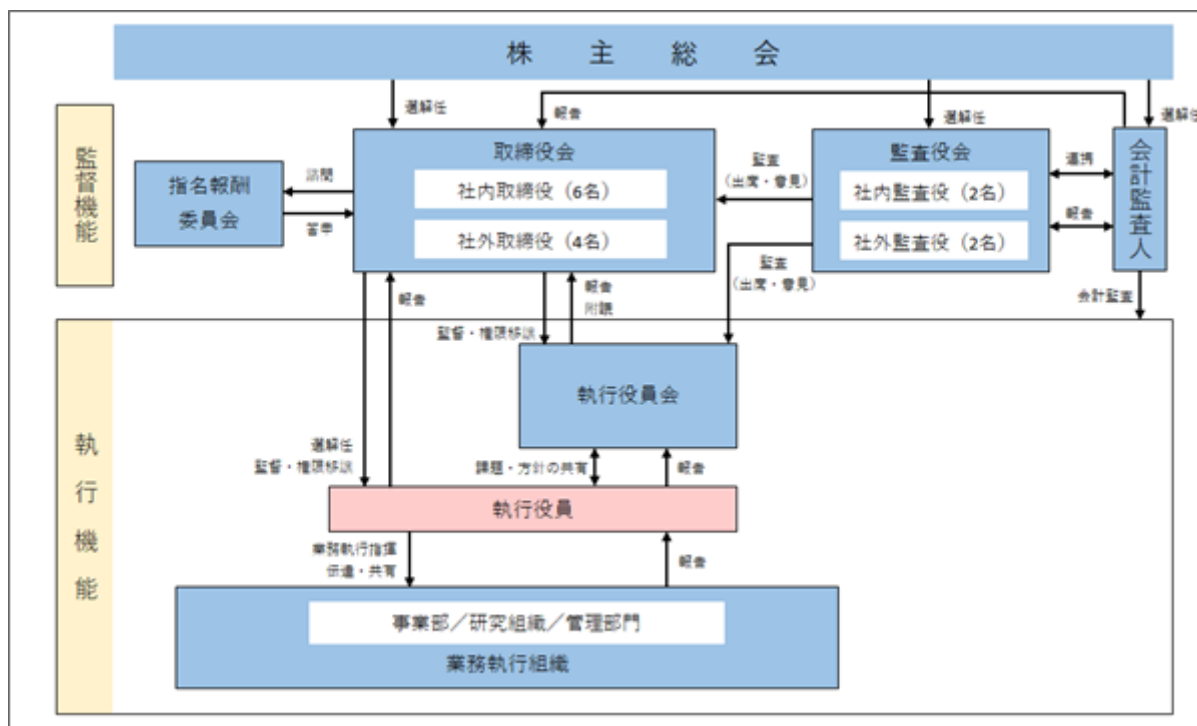 株主総会
選解任
報告
選解任
選解任
監督機能
指名報酬
委員会
諮問
答申
取締役会
社内取締役（6名）
社外取締役（4名）
監査
（出席・意見）
監査役会
社内監査役（2名）
社外監査役（2名）
連携
報告
会計監査人
監査
（出席・意見）
会計監査
報告
報告
附議
監督・権限移譲
執行機能
執行役員会
選解任
監督・権限移譲
課題・方針の共有
報告
執行役員
業務執行指揮
伝達・共有
報告
事業部／研究組織／管理部門
業務執行組織